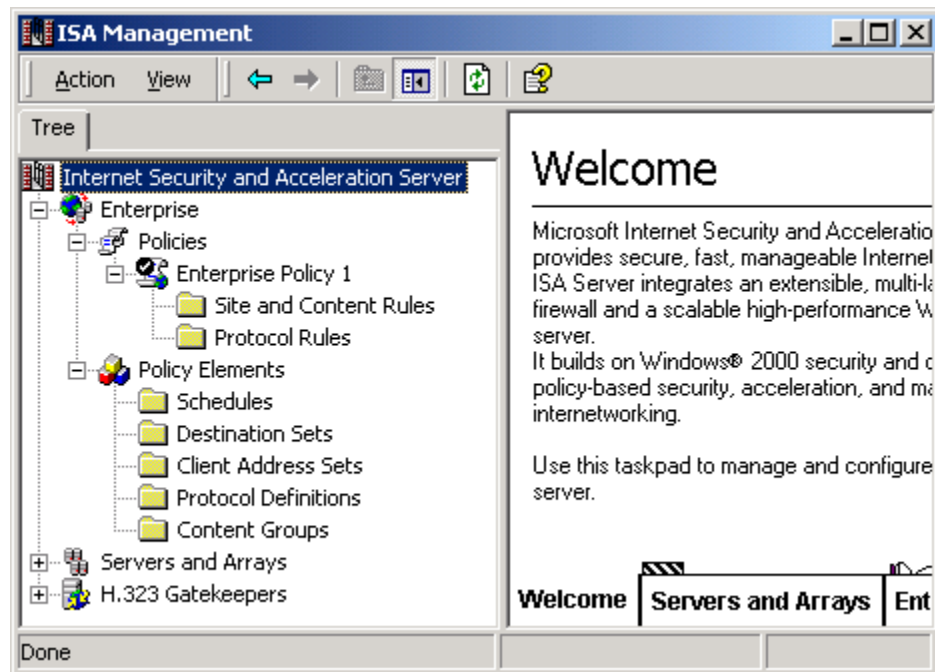 ISA Management
Action View
Tree
Internet Security and Acceleration Server
Enterprise
Policies
Enterprise Policy 1
Site and Content Rules
Protocol Rules
Policy Elements
Schedules
Destination Sets
Client Address Sets
Protocol Definitions
Content Groups
Servers and Arrays
H.323 Gatekeepers
Welcome
Microsoft Internet Security and Acceleratio
provides secure, fast, manageable Internet
ISA Server integrates an extensible, multi-la
firewall and a scalable high-performance W
server.
It builds on Windows® 2000 security and d
policy-based security, acceleration, and ma
internetworking.
Use this taskpad to manage and configure
server.
Welcome Servers and Arrays Ent
Done